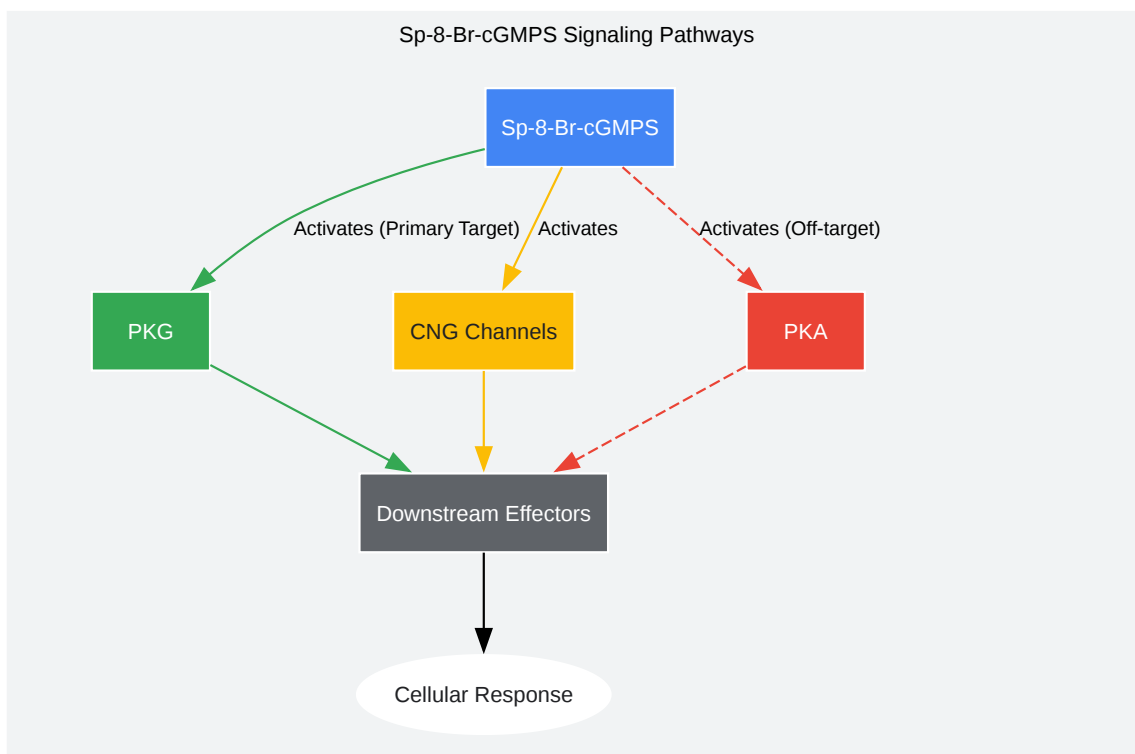 Sp-8-Br-cGMPS Signaling Pathways
Sp-8-Br-cGMPS
Activates (Primary Target)
Activates
Activates (Off-target)
PKG
CNG Channels
PKA
Downstream Effectors
Cellular Response